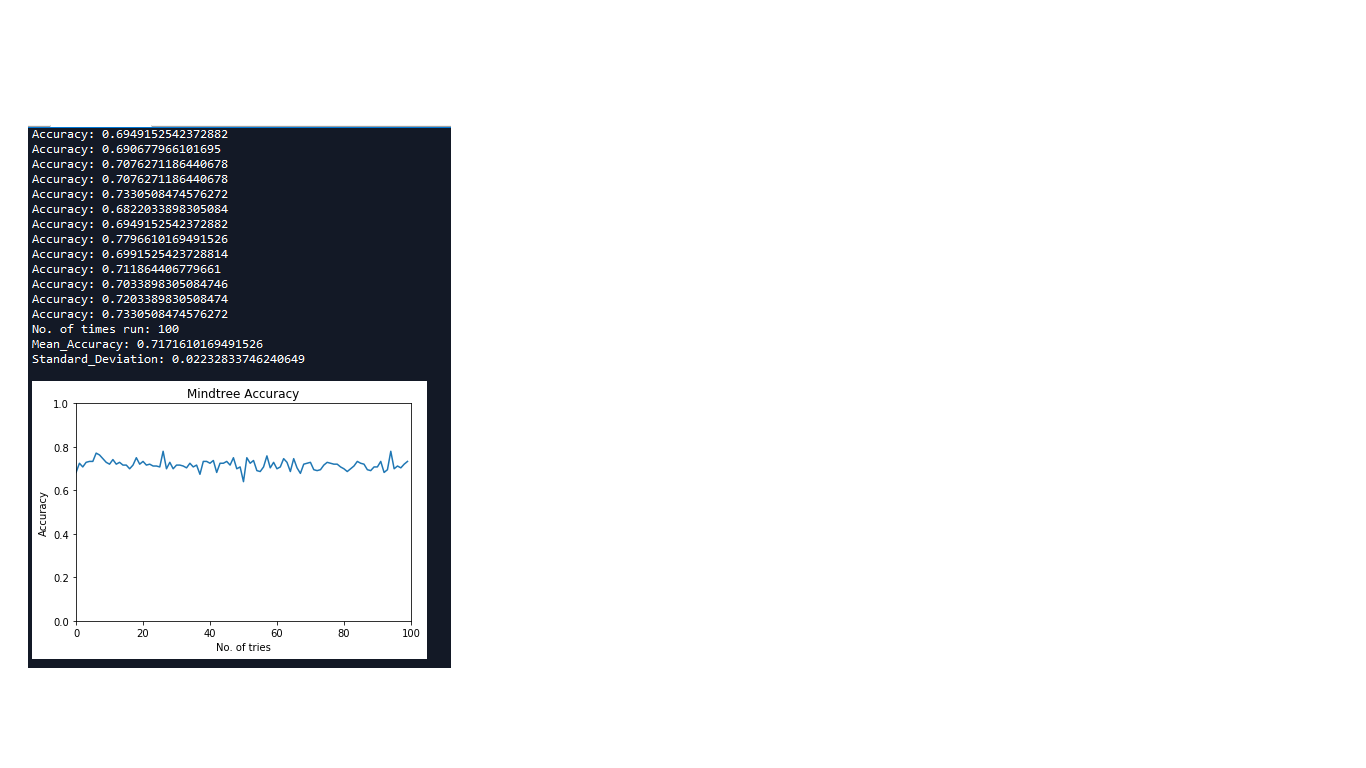 Accuracy: 0.6949152542372882
Accuracy: 0.690677966101695
Accuracy: 0.7076271186440678
Accuracy: 0.7076271186440678
Accuracy: 0.7330508474576272
Accuracy: 0.6822033898305084
Accuracy: 0.6949152542372882
Accuracy: 0.7796610169491526
Accuracy: 0.6991525423728814
Accuracy: 0.711864406779661
Accuracy: 0.7033898305084746
Accuracy: 0.7203389830508474
Accuracy: 0.7330508474576272
No. of times run: 100
Mean_Accuracy: 0.7171610169491526
Standard_Deviation: 0.02232833746240649
Mindtree Accuracy
1.0
0.8
0.6
0.4
0.2
0.0
Accuracy
0 20 40 60 80 100
No. of tries